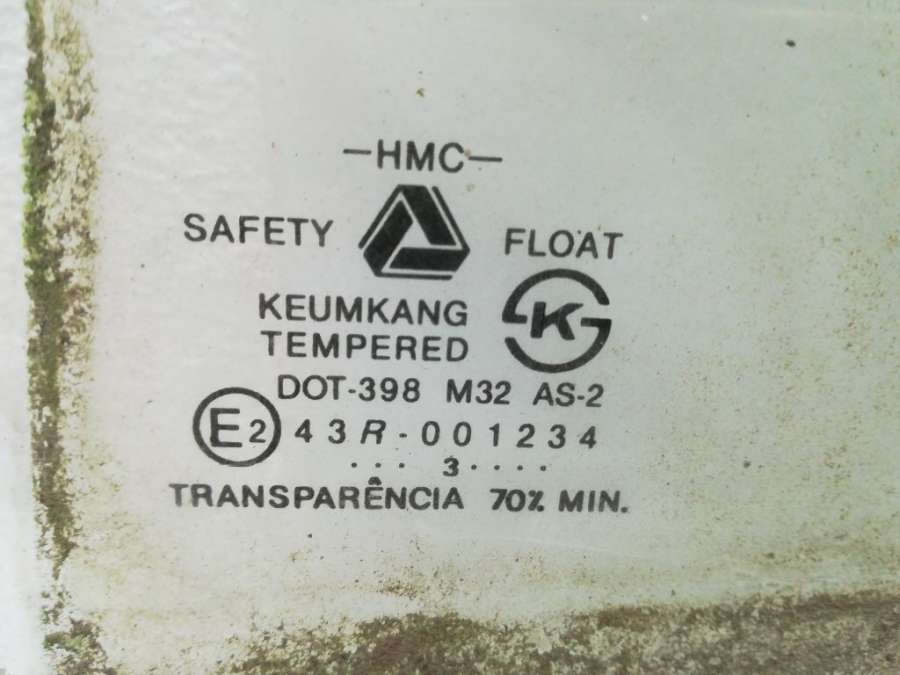 —HMC—
SAFETY FLOAT
KEUMKANG
TEMPERED
K
DOT-398 M32 AS-2
E2 43R-001234
... 3....
TRANSPARÊNCIA 70% MIN.